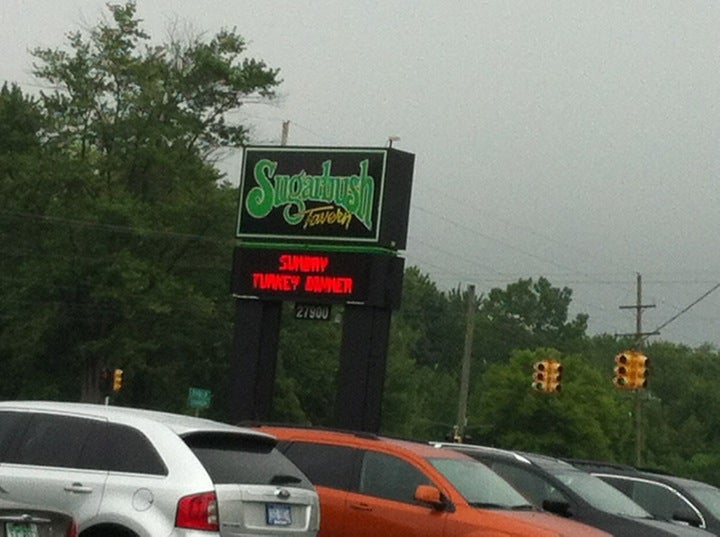 Sugarbush
Tavern
SUNDAY
TURKEY DINNER
27900